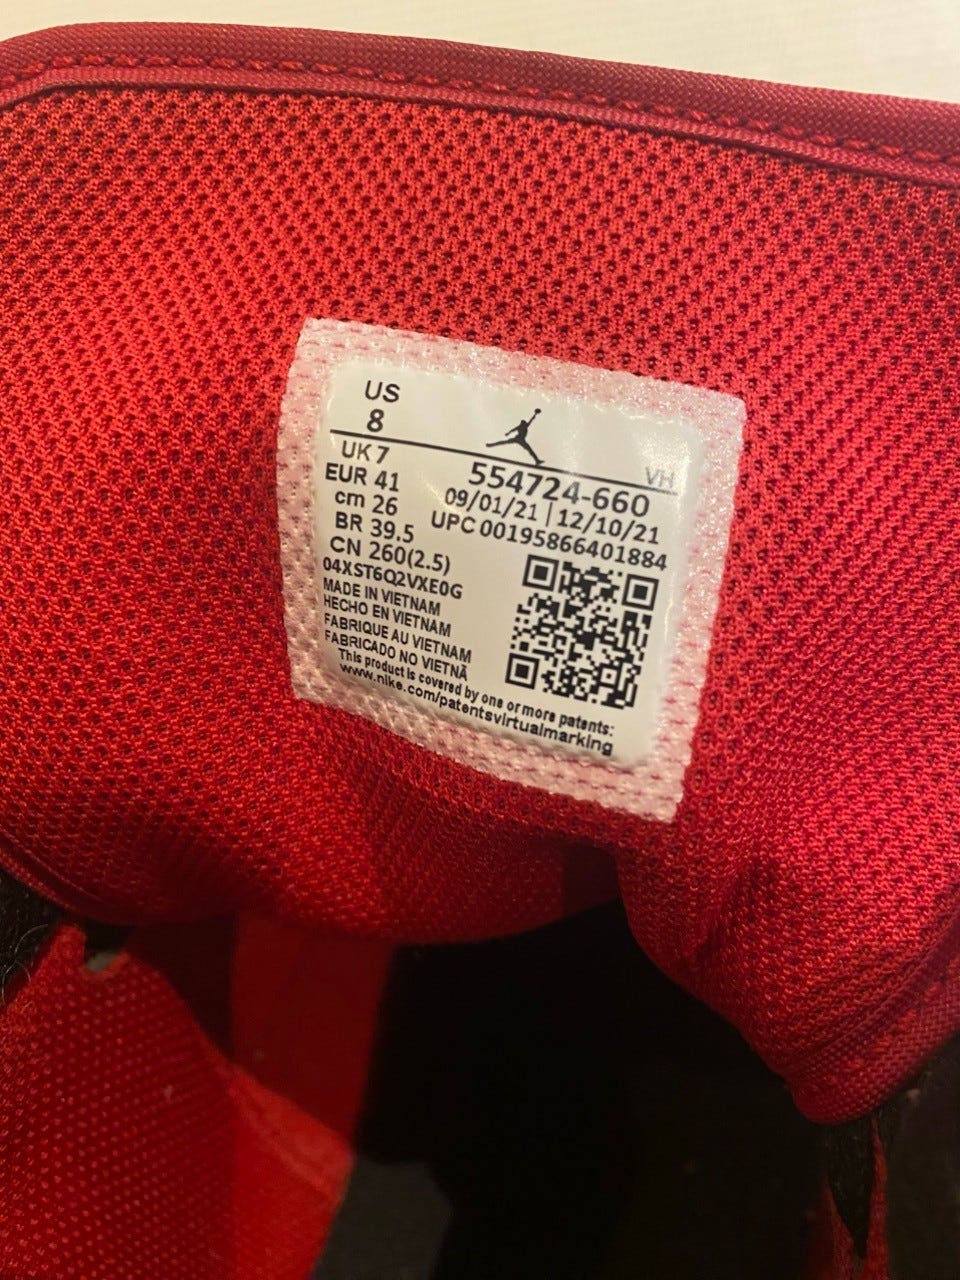 US
8
UK 7
EUR 41
cm 26
BR 39.5
CN 260(2.5)
VH
554724-660
09/01/21 | 12/10/21
UPC 00195866401884
04XST6Q2VXE0G
MADE IN VIETNAM
HECHO EN VIETNAM
FABRIQUE AU VIETNAM
FABRICADO NO VIETNÃ
This product is covered by one or more patents:
www.nike.com/patentsvirtualmarking